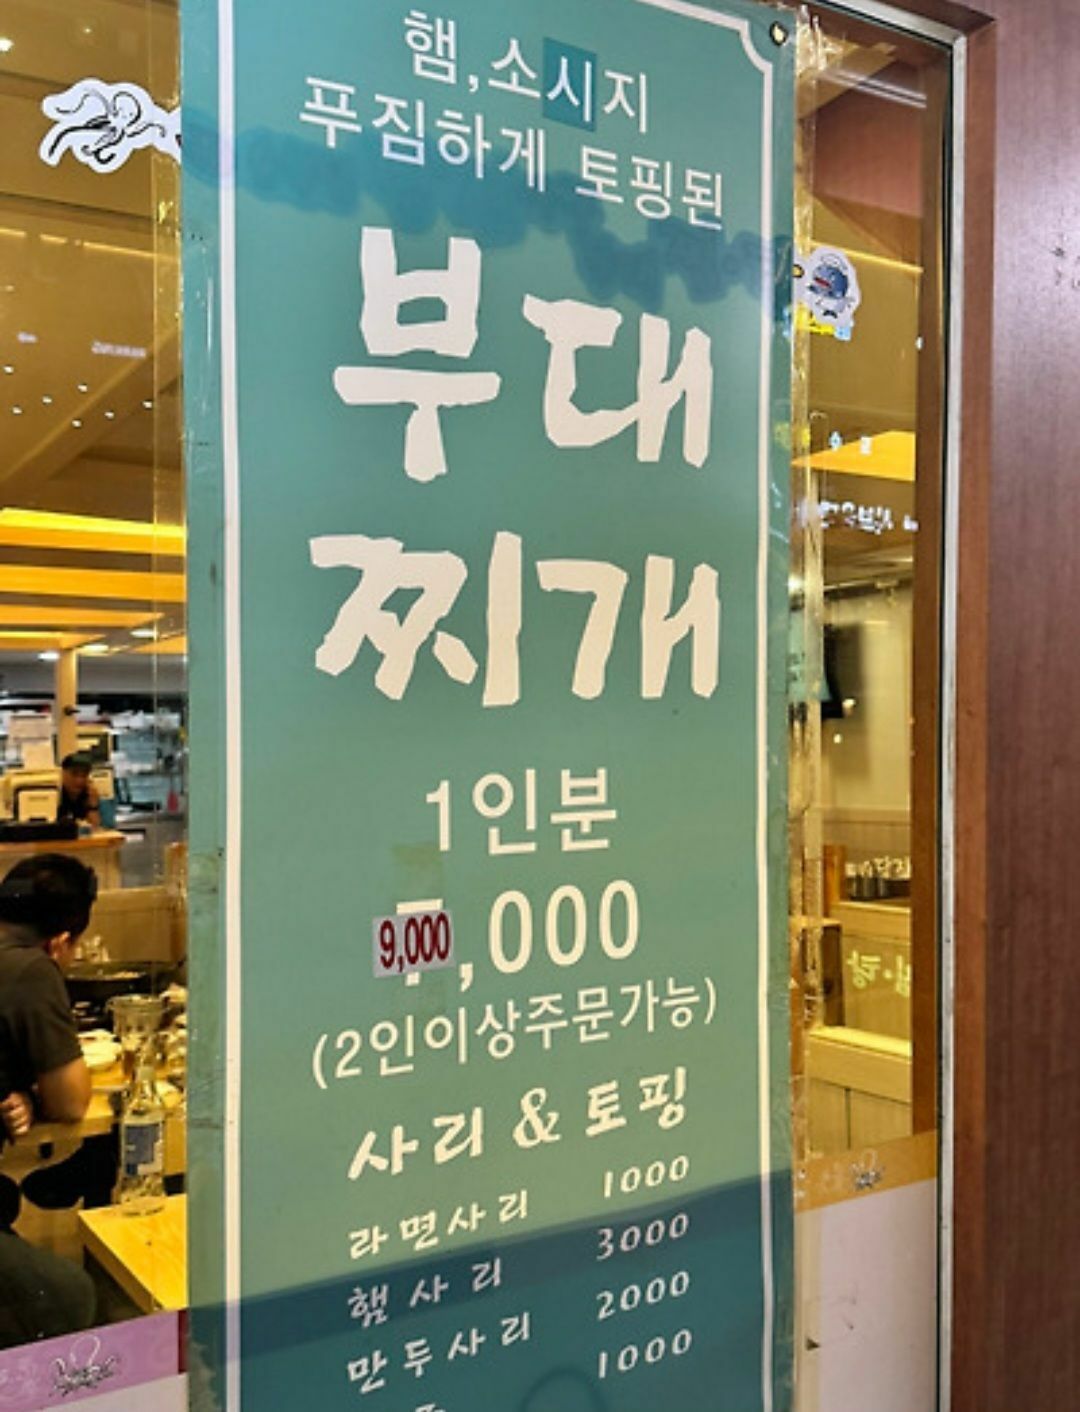 햄,소시지
푸짐하게 토핑된
부대
찌개
1인분
9,000 ,000
(2인이상주문가능)
사리 & 토핑
라면사리 1000
햄사리 3000
만두사리 2000
1000